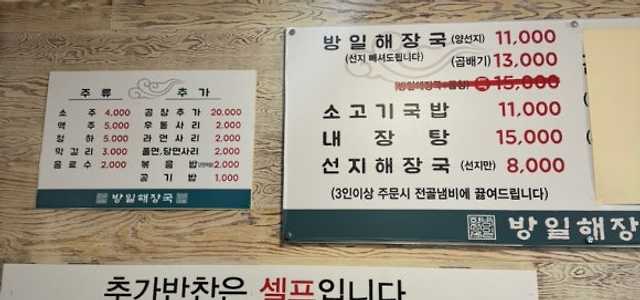 주류 추가
소주 4,000 곱창추가 20,000
맥주 5,000 우동사리 2,000
청하 5,000 라면사리 2,000
막걸리 3,000 쫄면,당면사리 2,000
음료수 2,000 볶음밥 2,000
공기밥 1,000
방일해장국
방일해장국 (양선지) 11,000
(선지 빼셔도됩니다) (곱배기) 13,000
15,000
소고기국밥 11,000
내장탕 15,000
선지해장국 (선지만) 8,000
(3인이상 주문시 전골냄비에 끓여드립니다)
방일해장
추가반찬은 셀프입니다